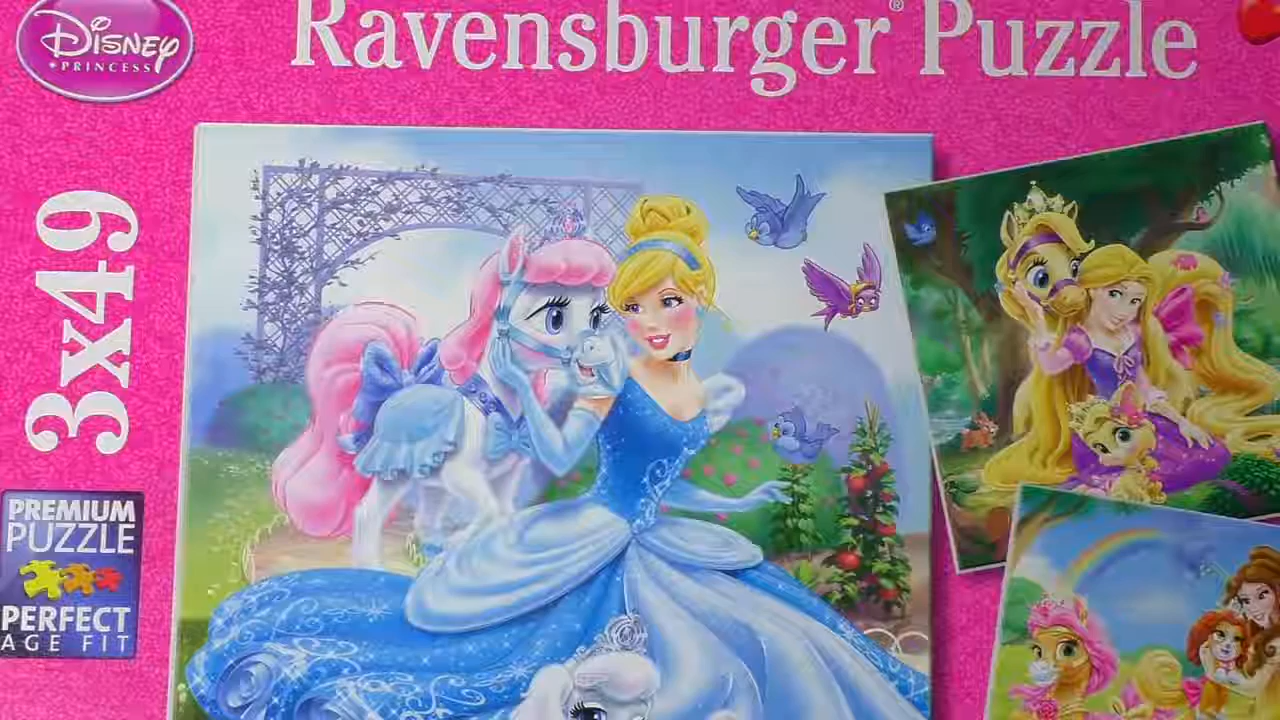 Disney
PRINCESS
Ravensburger® Puzzle
3x49
PREMIUM
PUZZLE
PERFECT
AGE FIT